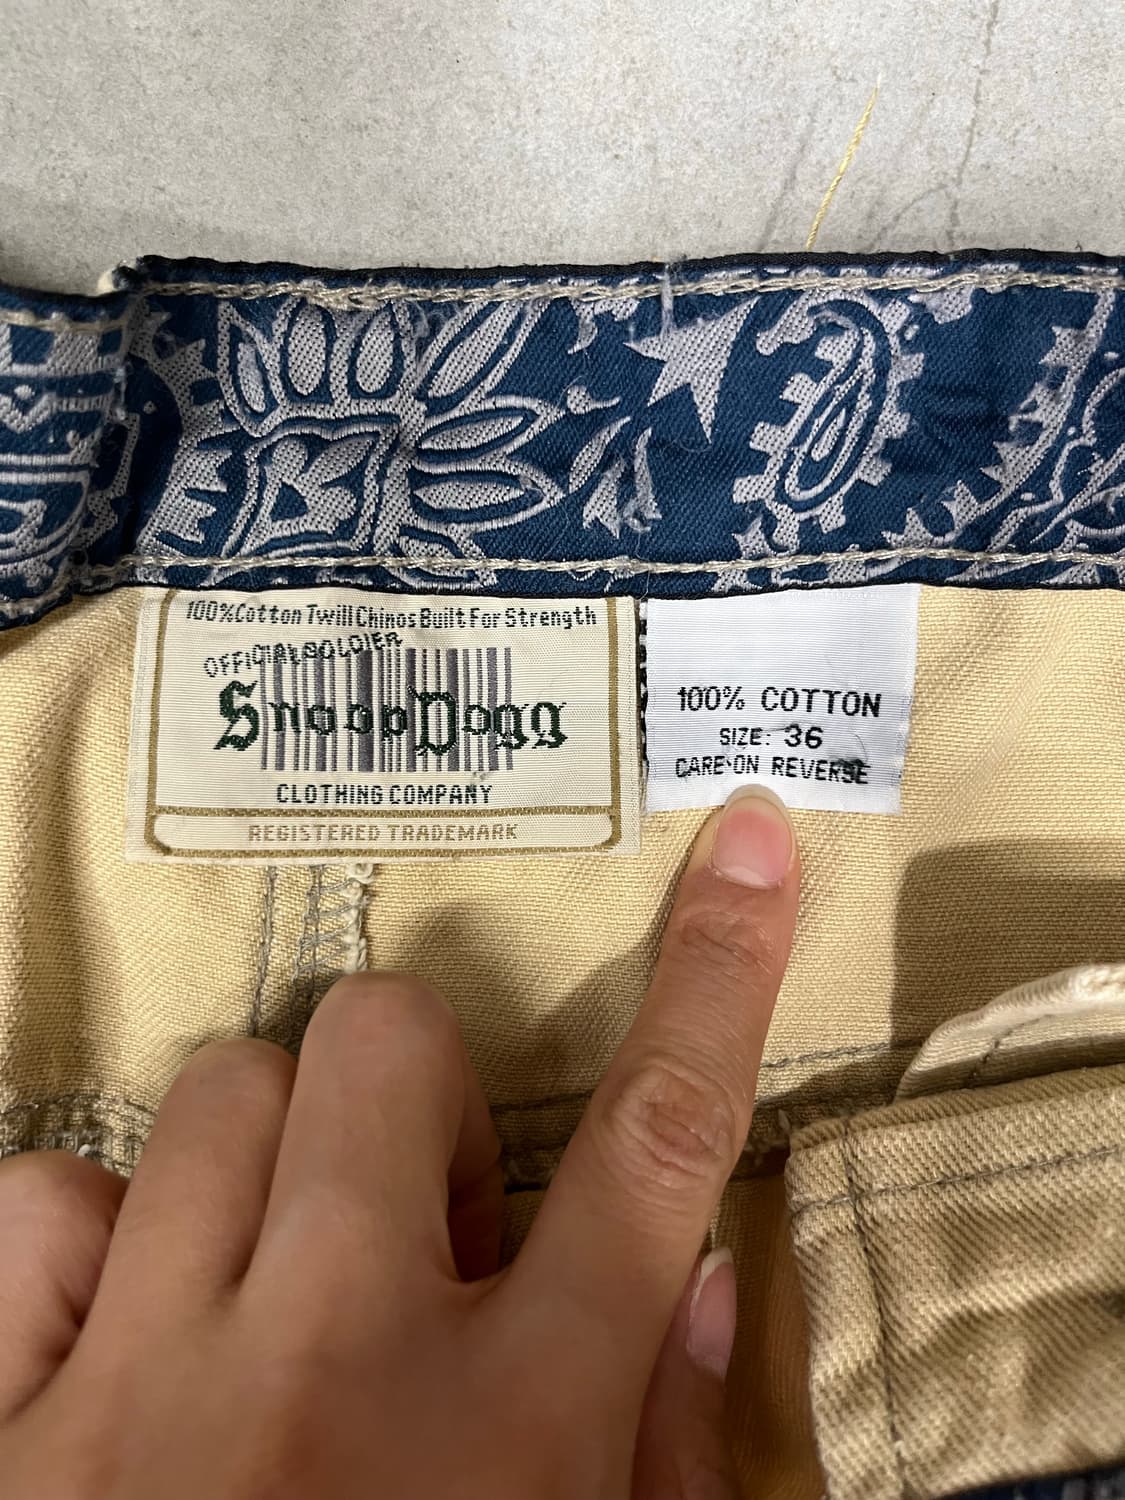 100%Cotton Twill Chinos Built For Strength
OFFICIAL SOLDIER
Snoop Dogg
CLOTHING COMPANY
REGISTERED TRADEMARK
100% COTTON
SIZE: 36
CARE ON REVERSE